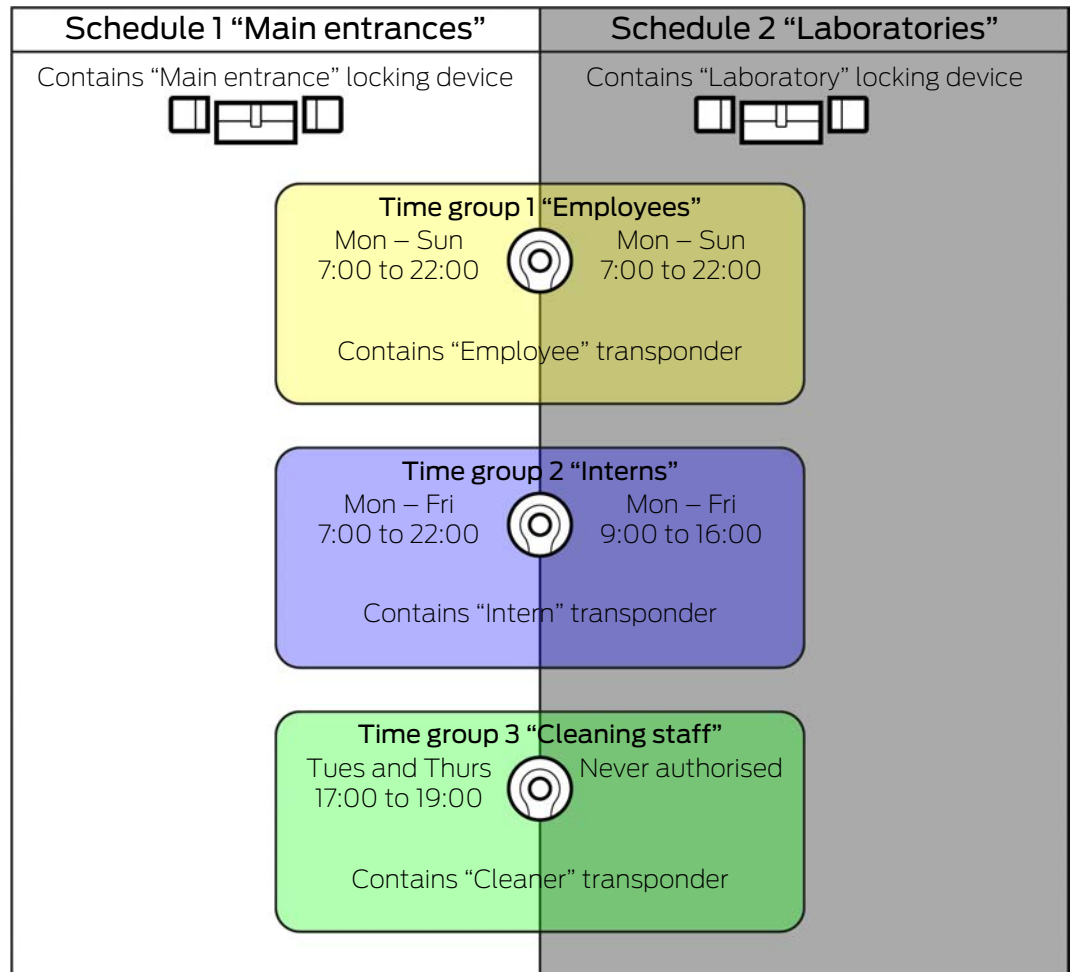 Schedule 1 “Main entrances”
Schedule 2 “Laboratories”
Contains “Main entrance” locking device
Contains “Laboratory” locking device
Time group 1 “Employees”
Mon – Sun
7:00 to 22:00
Mon – Sun
7:00 to 22:00
Contains “Employee” transponder
Time group 2 “Interns”
Mon – Fri
7:00 to 22:00
Mon – Fri
9:00 to 16:00
Contains “Intern” transponder
Time group 3 “Cleaning staff”
Tues and Thurs
17:00 to 19:00
Never authorised
Contains “Cleaner” transponder